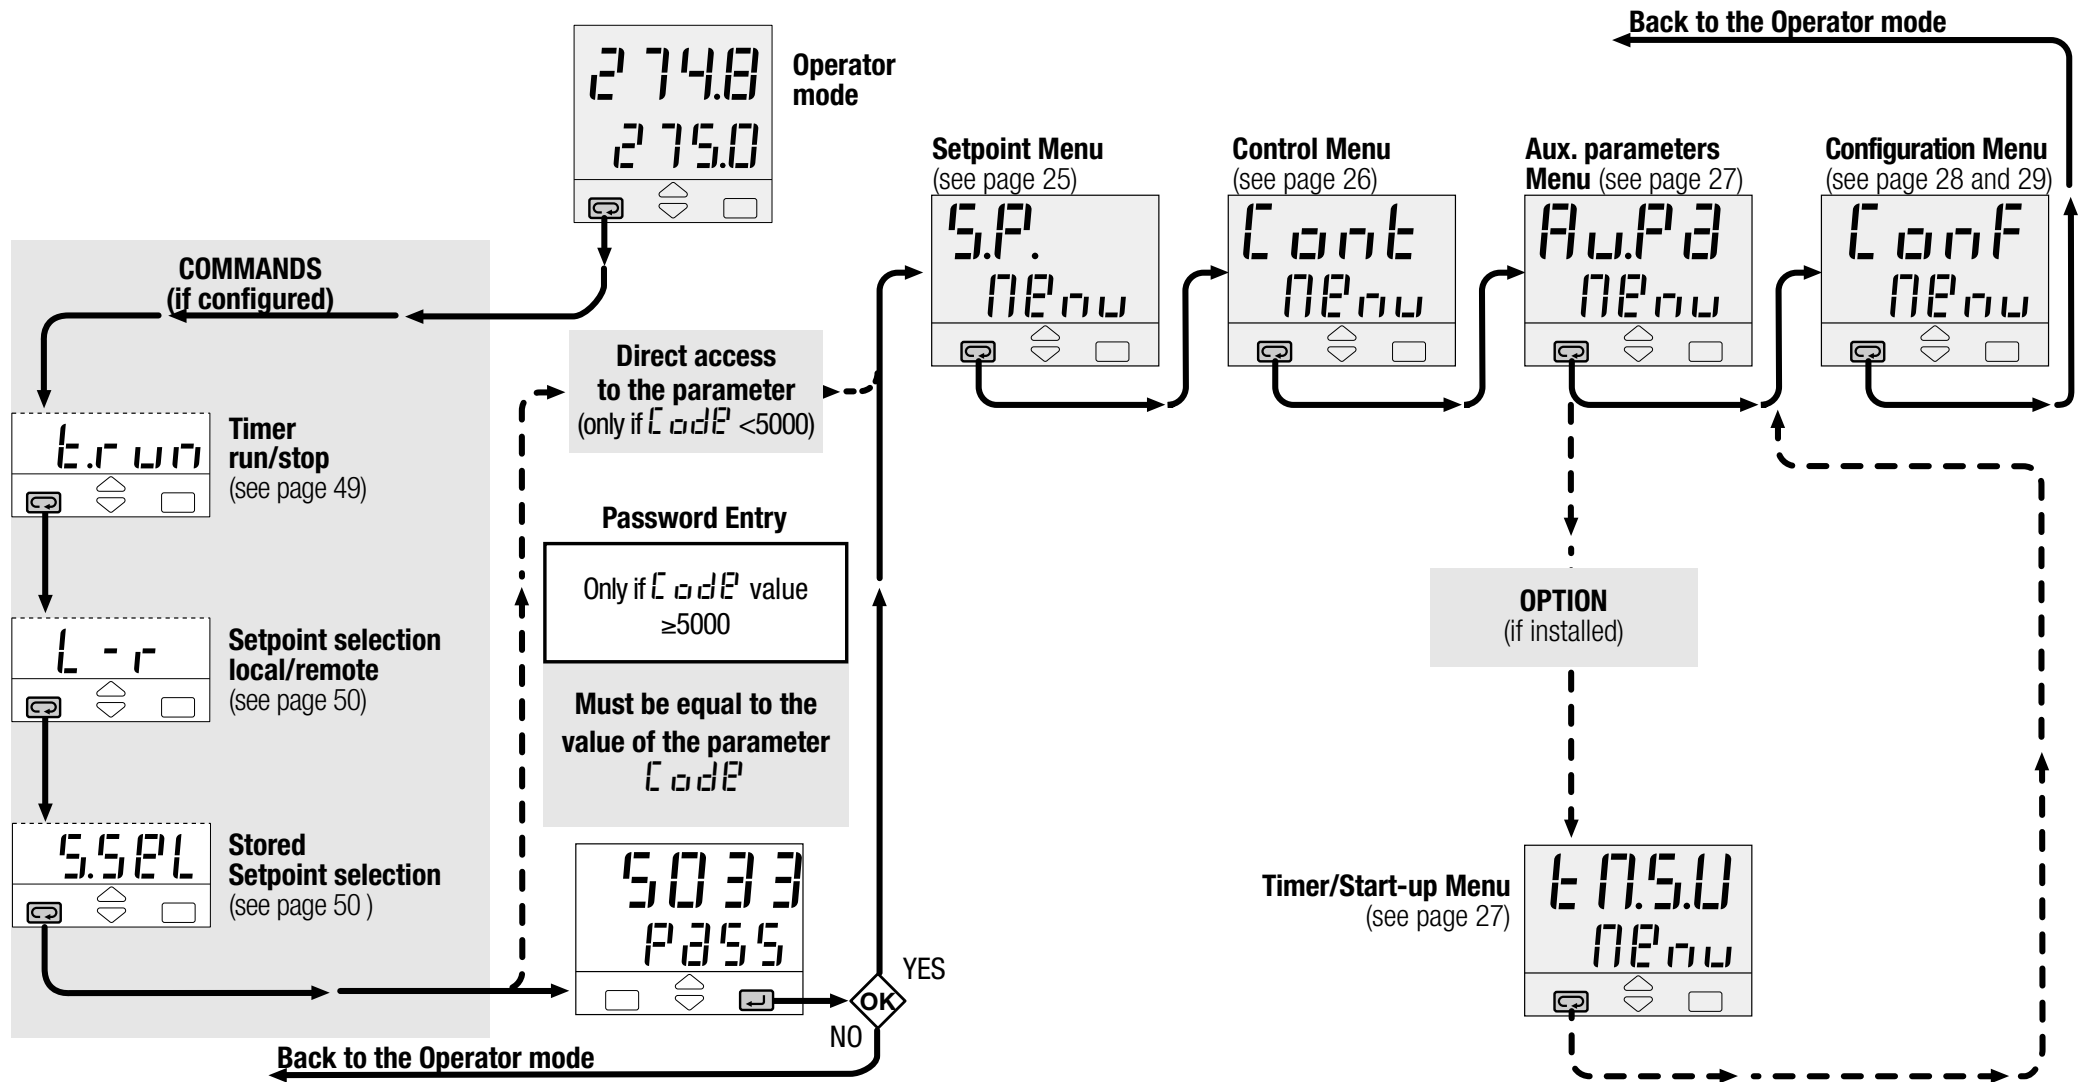 Back to the Operator mode
274.8
275.0
Operator
mode
Setpoint Menu
(see page 25)
S.P.
MEnu
Control Menu
(see page 26)
Cont
MEnu
Aux. parameters
Menu (see page 27)
Au.Pa
MEnu
Configuration Menu
(see page 28 and 29)
ConF
MEnu
COMMANDS
(if configured)
t.run
Timer
run/stop
(see page 49)
L-r
Setpoint selection
local/remote
(see page 50)
S.SEL
Stored
Setpoint selection
(see page 50 )
Direct access
to the parameter
(only if CodE <5000)
Password Entry
Only if CodE value
≥5000
Must be equal to the
value of the parameter
CodE
5033
PaSS
OK
YES
NO
Back to the Operator mode
OPTION
(if installed)
Timer/Start-up Menu
(see page 27)
tM.S.U
MEnu